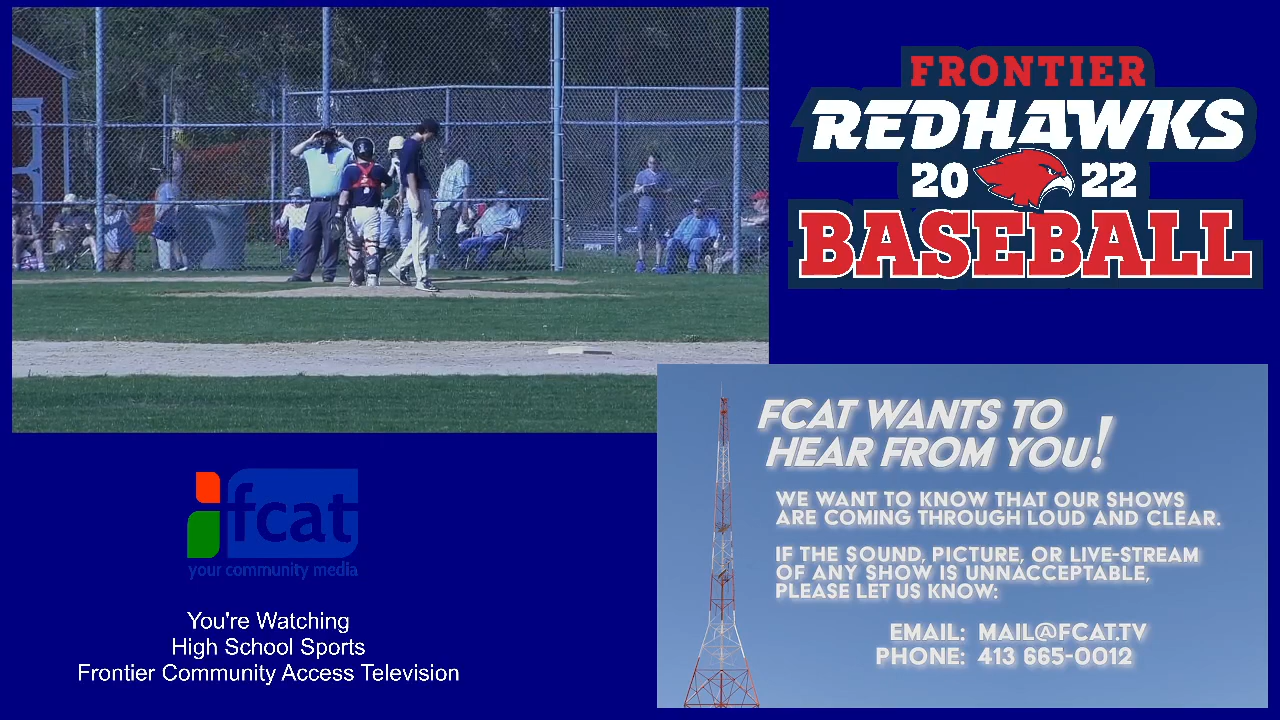 FRONTIER
REDHAWKS
20 22
BASEBALL
FCAT WANTS TO
HEAR FROM YOU!
WE WANT TO KNOW THAT OUR SHOWS
ARE COMING THROUGH LOUD AND CLEAR.
IF THE SOUND, PICTURE, OR LIVE-STREAM
OF ANY SHOW IS UNNACCEPTABLE,
PLEASE LET US KNOW:
EMAIL: MAIL@FCAT.TV
PHONE: 413 665-0012
fcat
your community media
You're Watching
High School Sports
Frontier Community Access Television